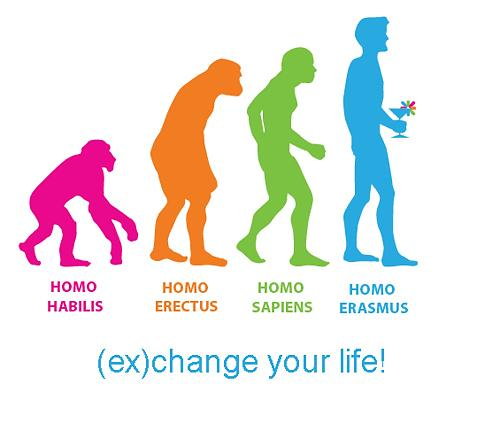 HOMO
HABILIS
HOMO
ERECTUS
HOMO
SAPIENS
HOMO
ERASMUS
(ex)change your life!